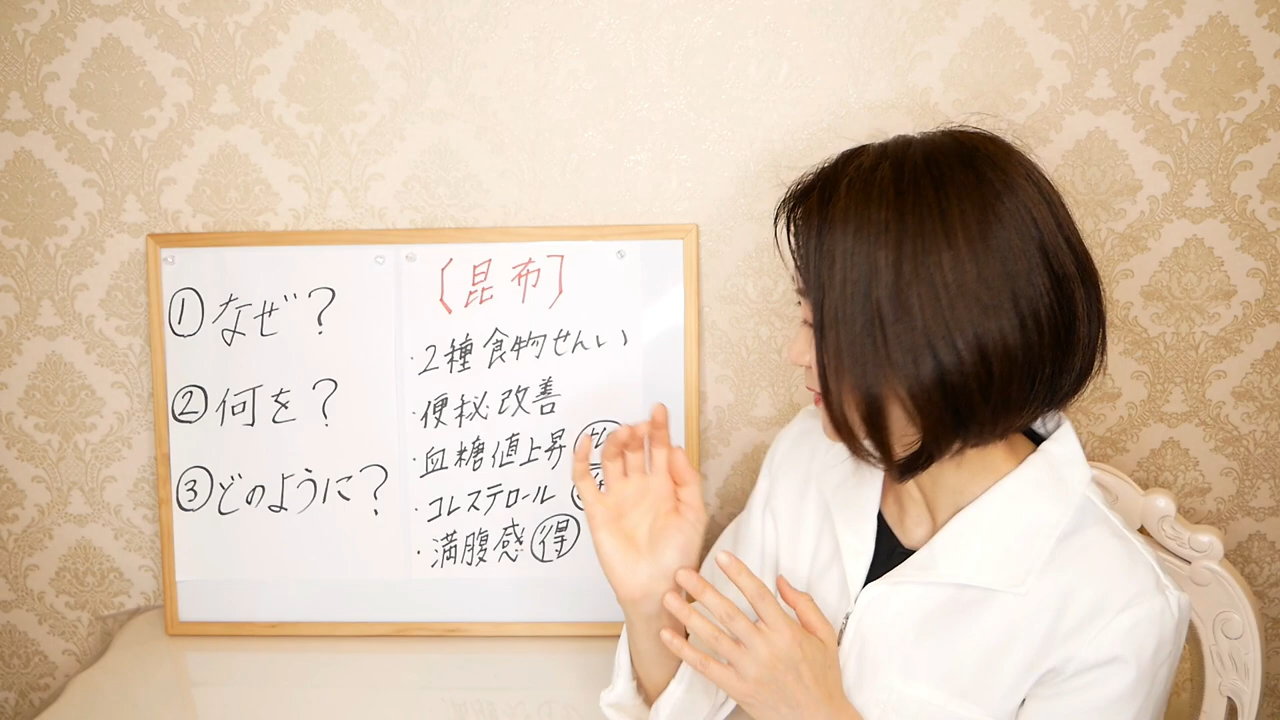 ① なぜ?
② 何を?
③ どのように?
〔昆布〕
・2種食物せんい
・便秘改善
・血糖値上昇
・コレステロール
・満腹感 得